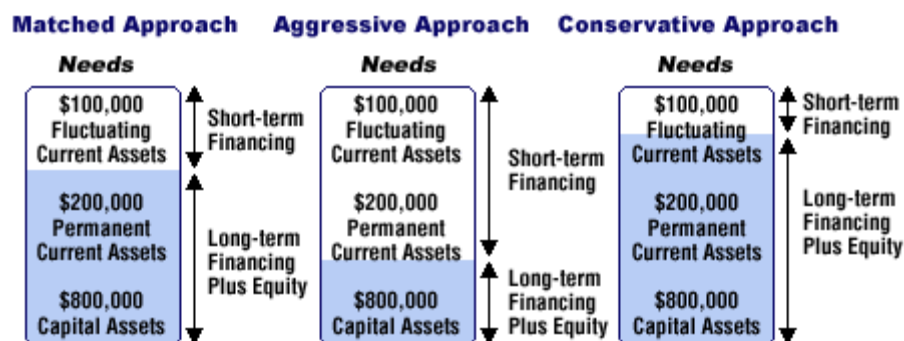 Matched Approach
Needs
$100,000
Fluctuating
Current Assets
$200,000
Permanent
Current Assets
$800,000
Capital Assets
Short-term
Financing
Long-term
Financing
Plus Equity
Aggressive Approach
Needs
$100,000
Fluctuating
Current Assets
$200,000
Permanent
Current Assets
$800,000
Capital Assets
Short-term
Financing
Long-term
Financing
Plus Equity
Conservative Approach
Needs
$100,000
Fluctuating
Current Assets
$200,000
Permanent
Current Assets
$800,000
Capital Assets
Short-term
Financing
Long-term
Financing
Plus Equity